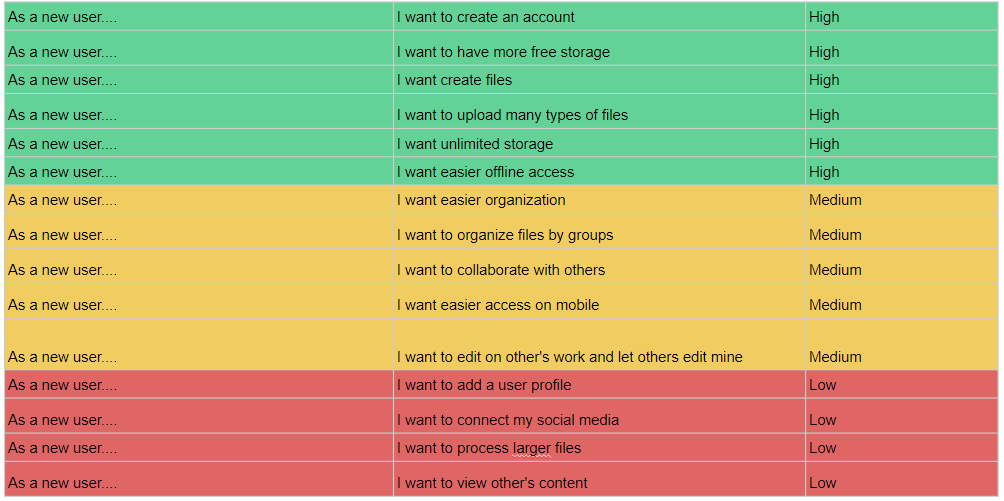 As a new user.... I want to create an account High
As a new user.... I want to have more free storage High
As a new user.... I want create files High
As a new user.... I want to upload many types of files High
As a new user.... I want unlimited storage High
As a new user.... I want easier offline access High
As a new user.... I want easier organization Medium
As a new user.... I want to organize files by groups Medium
As a new user.... I want to collaborate with others Medium
As a new user.... I want easier access on mobile Medium
As a new user.... I want to edit on other's work and let others edit mine Medium
As a new user.... I want to add a user profile Low
As a new user.... I want to connect my social media Low
As a new user.... I want to process larger files Low
As a new user.... I want to view other's content Low